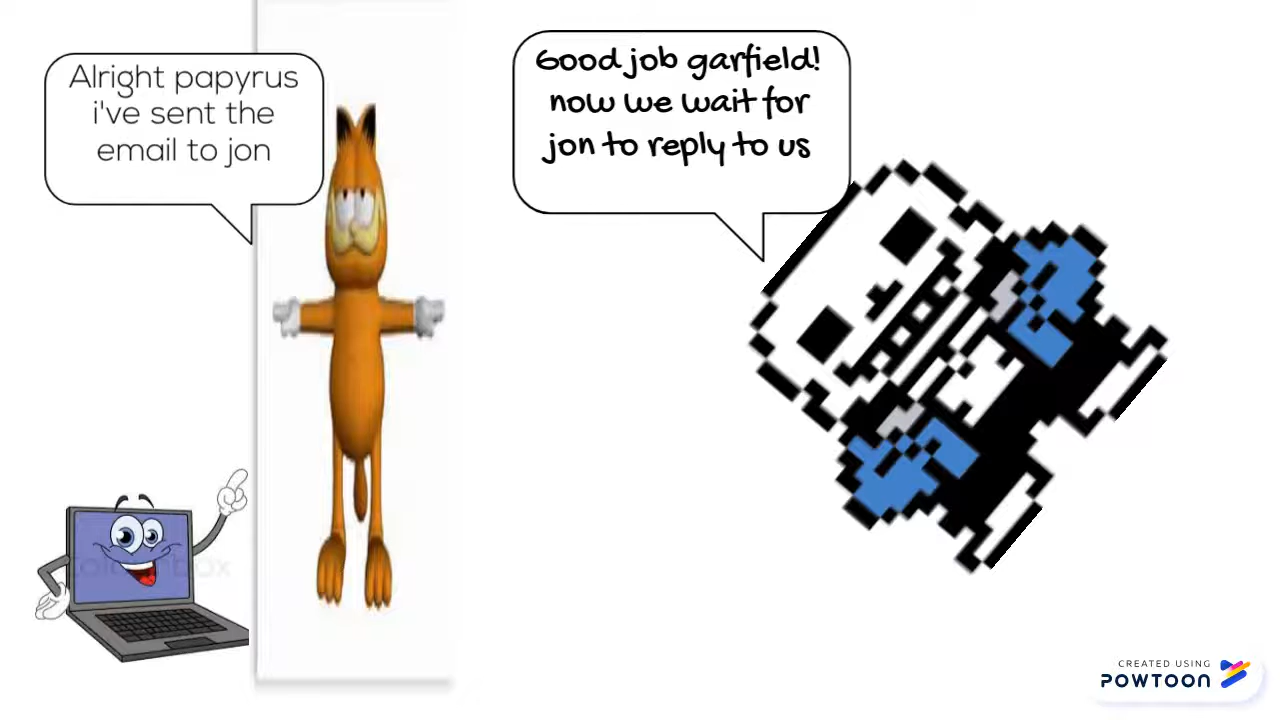 Alright papyrus
i've sent the
email to jon
Good job garfield!
now we wait for
jon to reply to us
CREATED USING
POWTOON